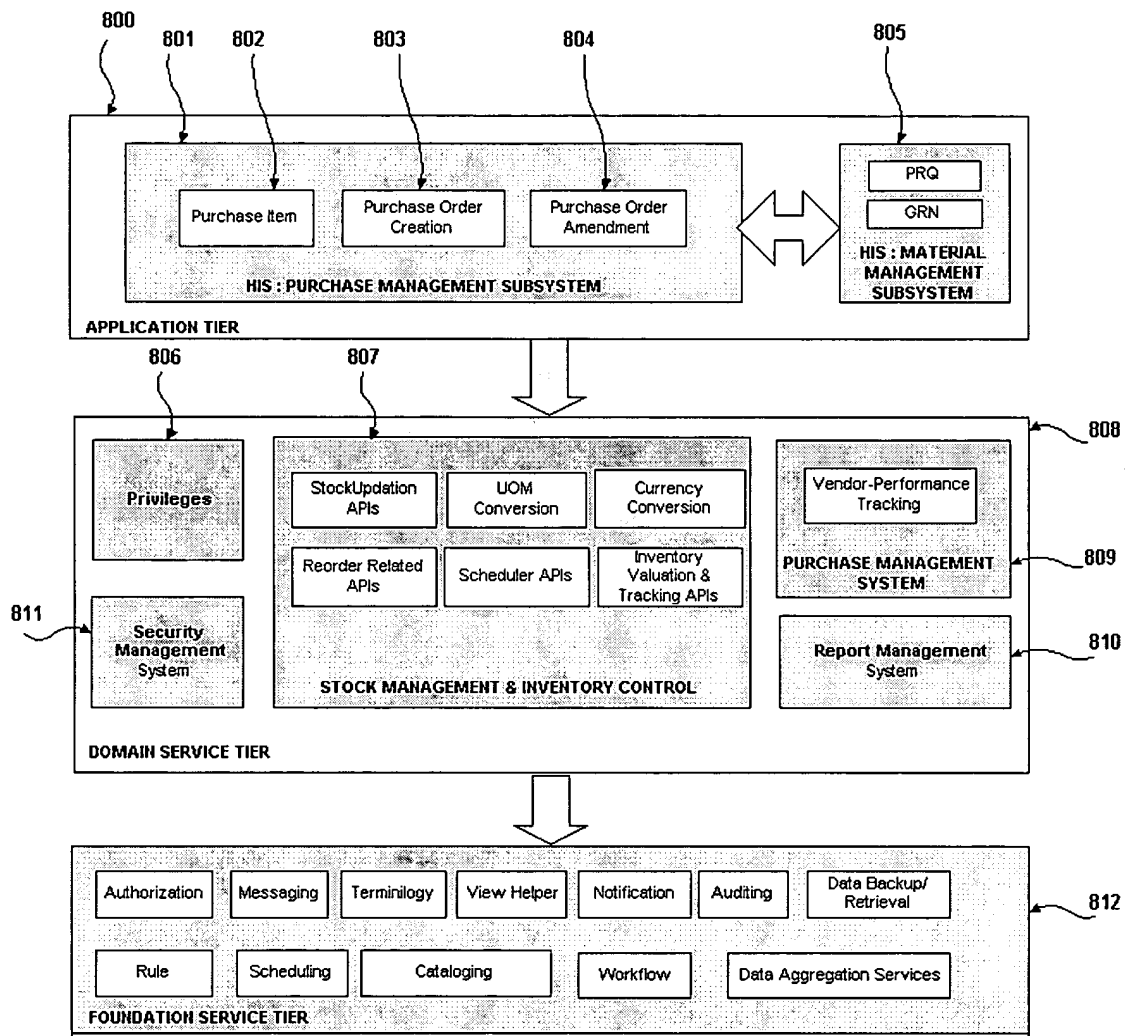 800
801
802
803
804
805
Purchase Item
Purchase Order
Creation
Purchase Order
Amendment
HIS : PURCHASE MANAGEMENT SUBSYSTEM
PRQ
GRN
HIS : MATERIAL
MANAGEMENT
SUBSYSTEM
APPLICATION TIER
806
807
808
Privileges
StockUpdation
APIs
UOM
Conversion
Currency
Conversion
Reorder Related
APIs
Scheduler APIs
Inventory
Valuation &
Tracking APIs
STOCK MANAGEMENT & INVENTORY CONTROL
Vendor-Performance
Tracking
PURCHASE MANAGEMENT
SYSTEM
809
811
Security
Management
System
Report Management
System
810
DOMAIN SERVICE TIER
Authorization
Messaging
Terminilogy
View Helper
Notification
Auditing
Data Backup/
Retrieval
812
Rule
Scheduling
Cataloging
Workflow
Data Aggregation Services
FOUNDATION SERVICE TIER